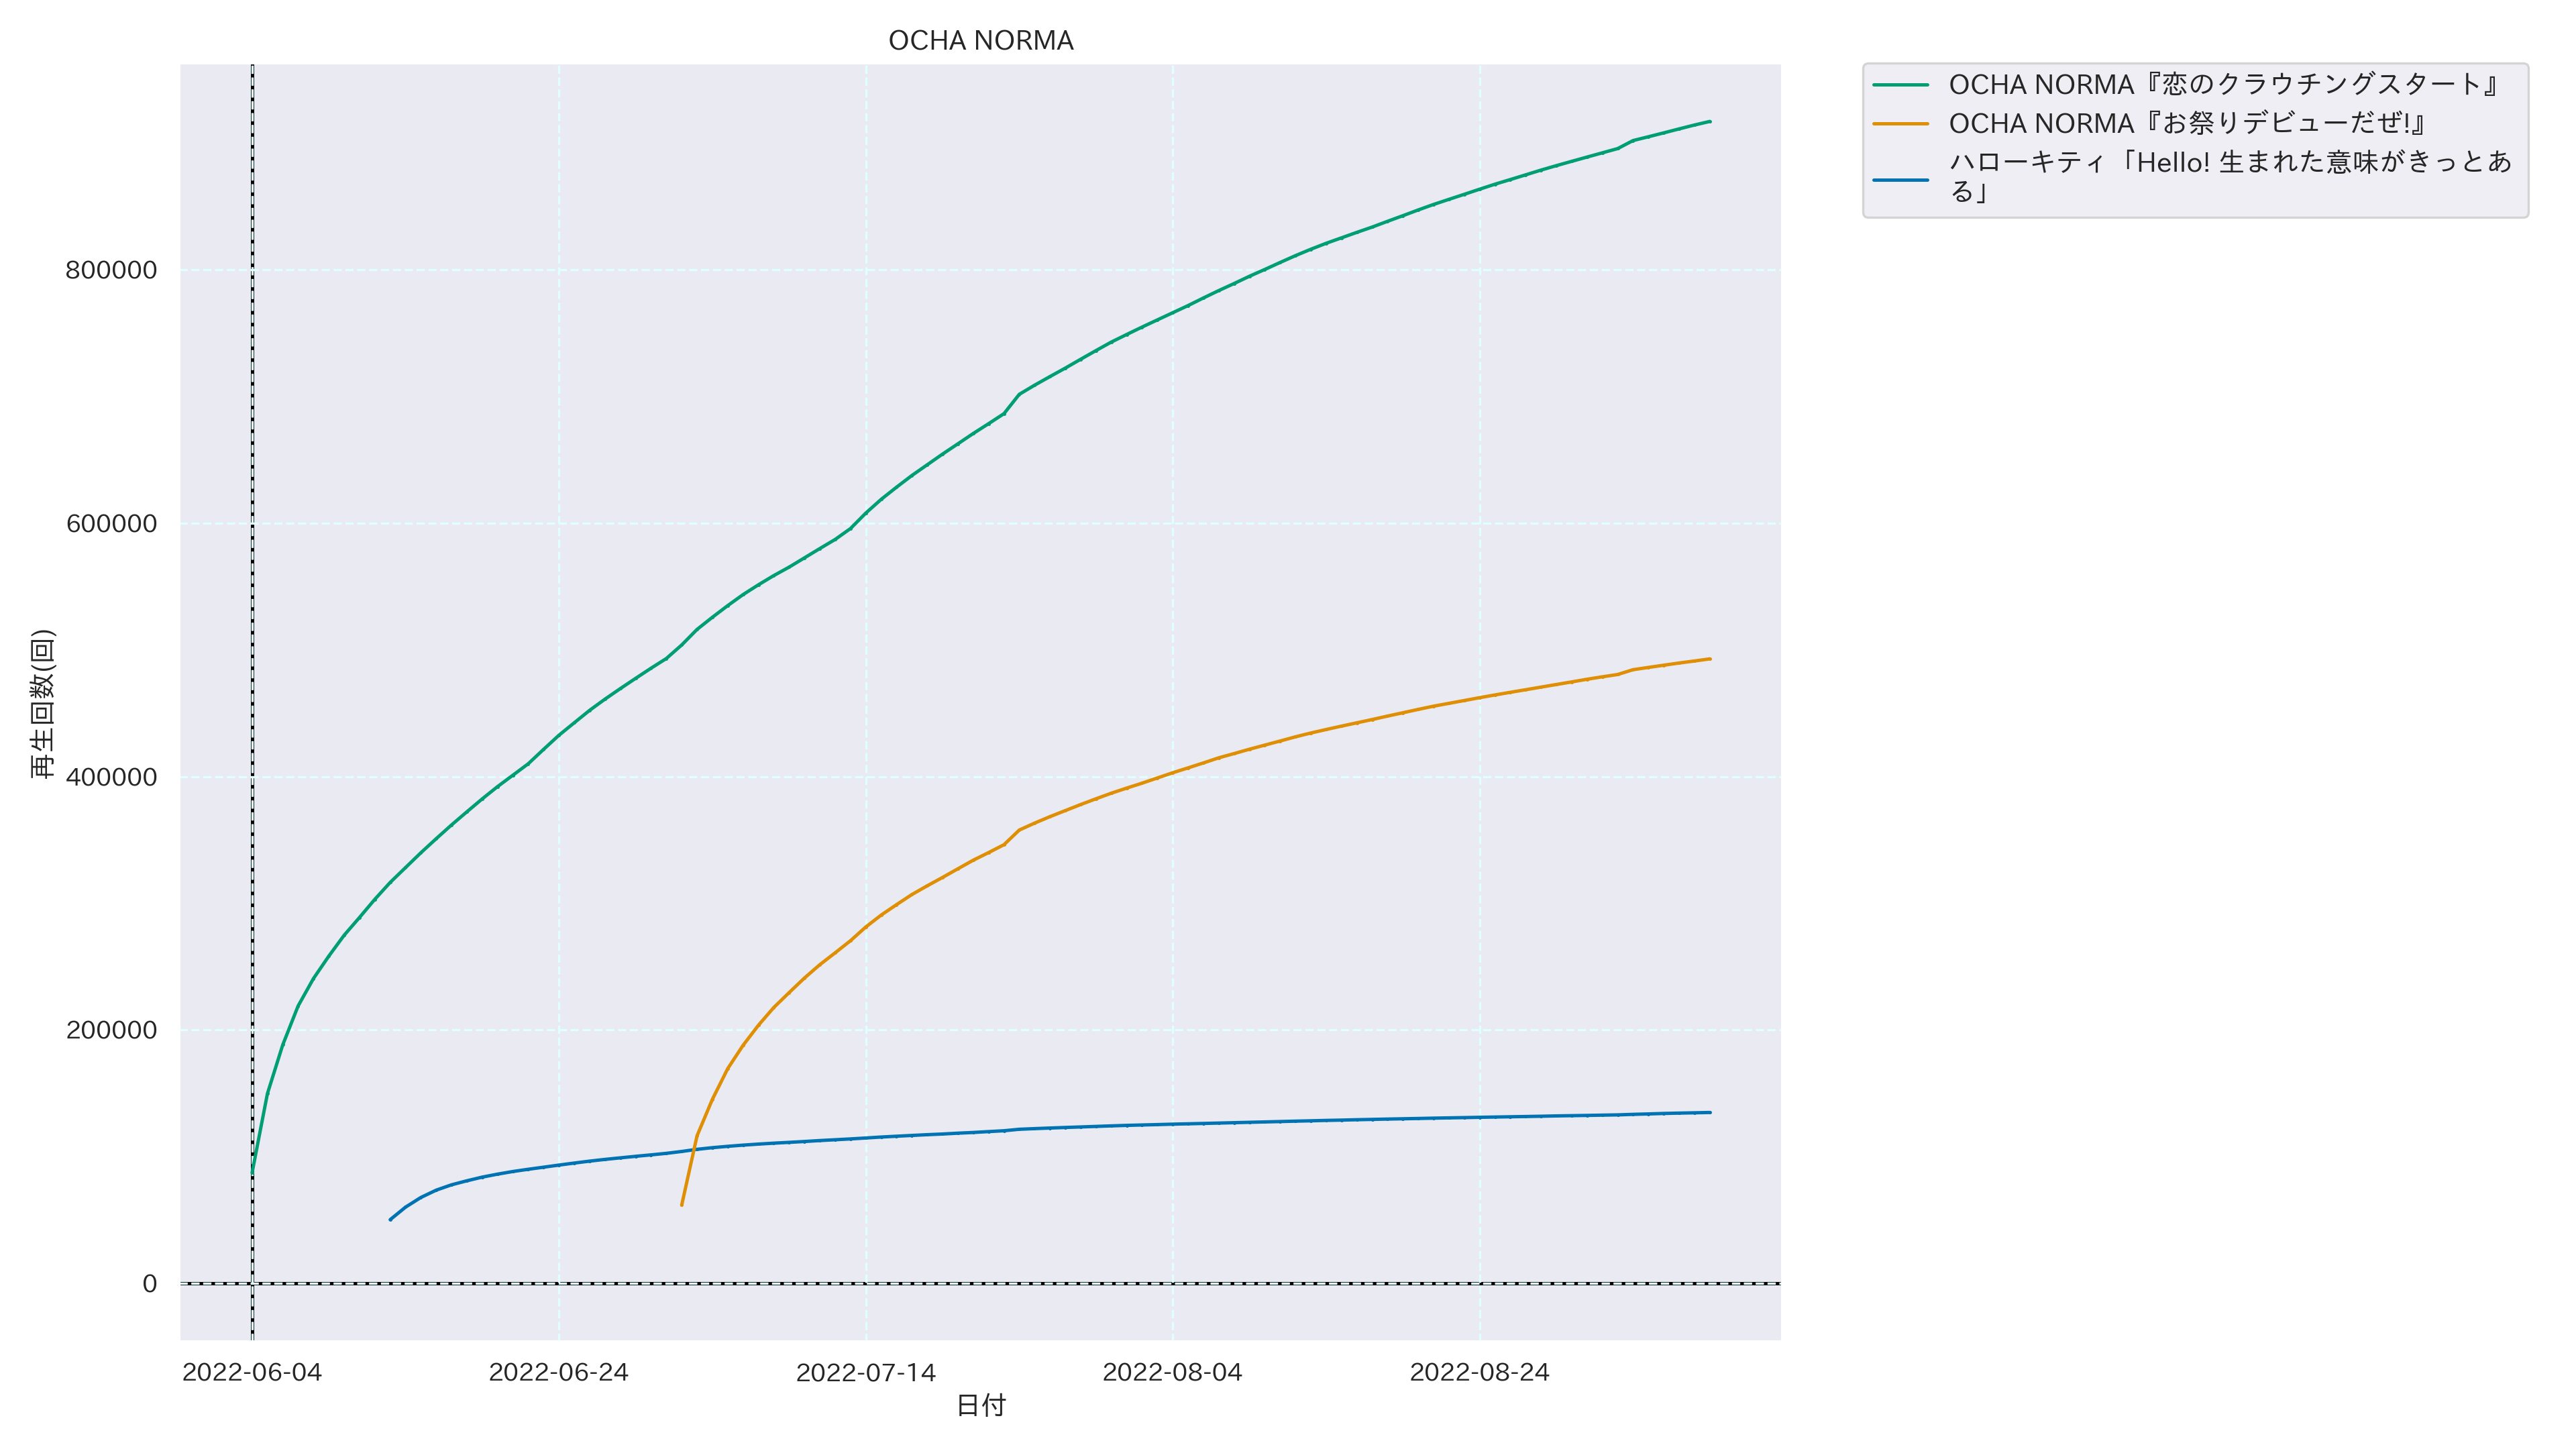 OCHA NORMA
OCHA NORMA『恋のクラウチングスタート』
OCHA NORMA『お祭りデビューだぜ!』
ハローキティ「Hello! 生まれた意味がきっとあ
る」
再生回数(回)
800000
600000
400000
200000
0
2022-06-04
2022-06-24
2022-07-14
2022-08-04
2022-08-24
日付